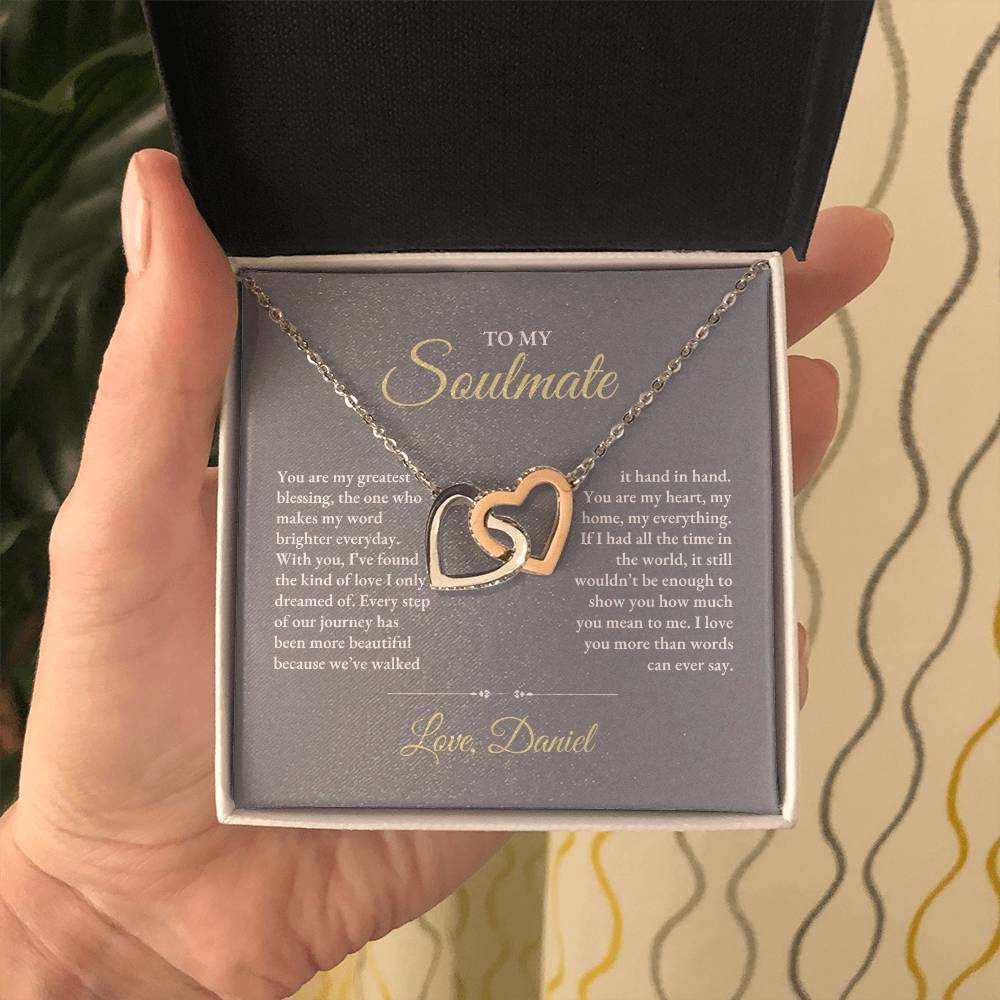 TO MY
Soulmate
You are my greatest
blessing, the one who
makes my word
brighter everyday.
With you, I've found
the kind of love I only
dreamed of. Every step
of our journey has
been more beautiful
because we've walked
it hand in hand.
You are my heart, my
home, my everything.
If I had all the time in
the world, it still
wouldn't be enough to
show you how much
you mean to me. I love
you more than words
can ever say.
Love, Daniel